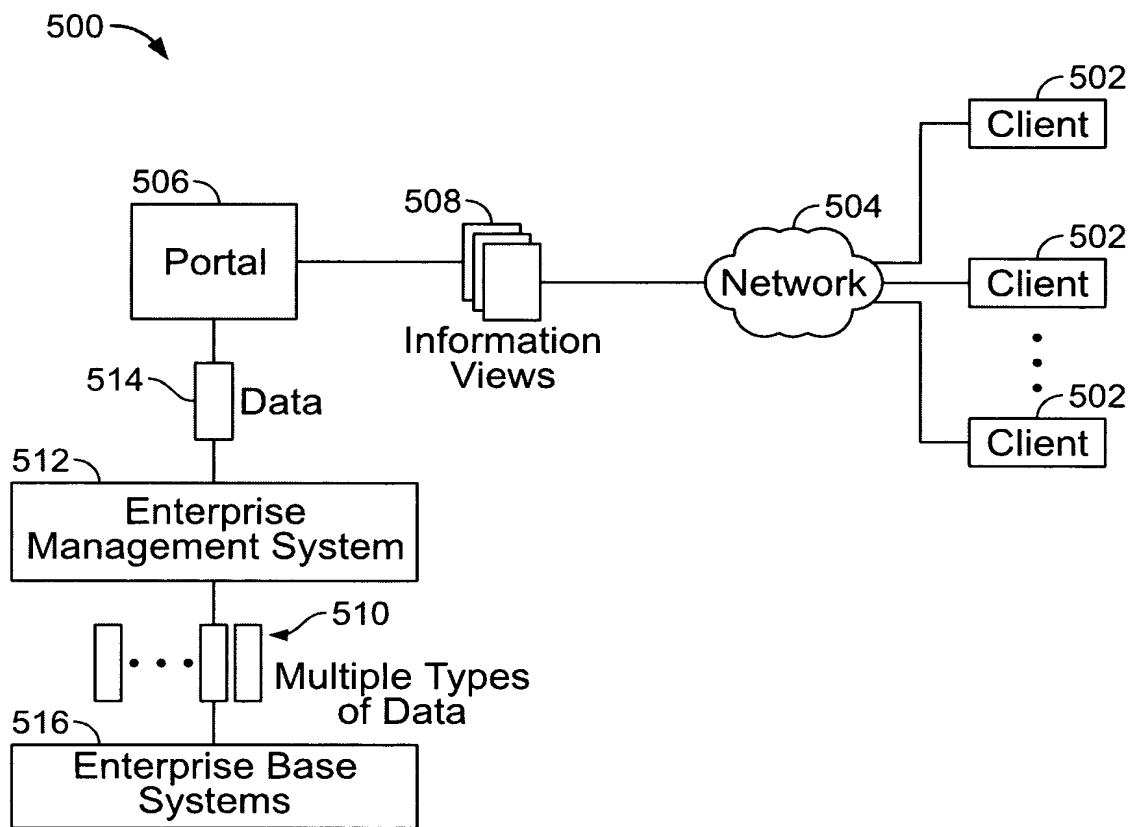 500
502
Client
506
Portal
508
Information
Views
504
Network
502
Client
502
Client
514
Data
512
Enterprise
Management System
510
Multiple Types
of Data
516
Enterprise Base
Systems